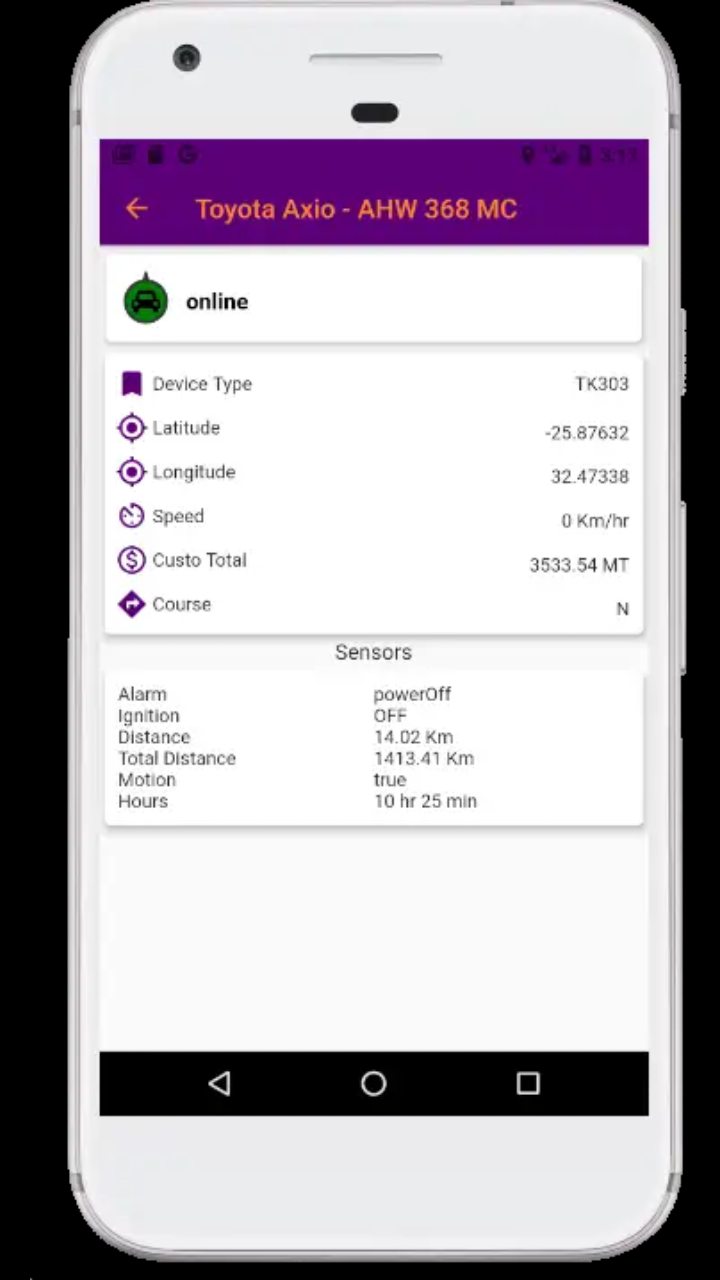 Toyota Axio - AHW 368 MC
online
Device Type TK303
Latitude -25.87632
Longitude 32.47338
Speed 0 Km/hr
Custo Total 3533.54 MT
Course N
Sensors
Alarm powerOff
Ignition OFF
Distance 14.02 Km
Total Distance 1413.41 Km
Motion true
Hours 10 hr 25 min